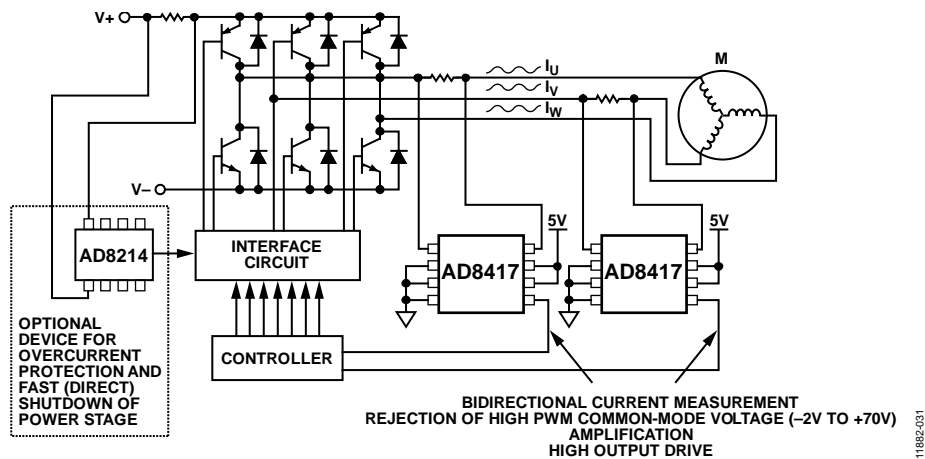 V+
M
IU
IV
IW
V–
5V
5V
AD8214
INTERFACE
CIRCUIT
AD8417
AD8417
OPTIONAL
DEVICE FOR
OVERCURRENT
PROTECTION AND
FAST (DIRECT)
SHUTDOWN OF
POWER STAGE
CONTROLLER
BIDIRECTIONAL CURRENT MEASUREMENT
REJECTION OF HIGH PWM COMMON-MODE VOLTAGE (–2V TO +70V)
AMPLIFICATION
HIGH OUTPUT DRIVE
11882-031